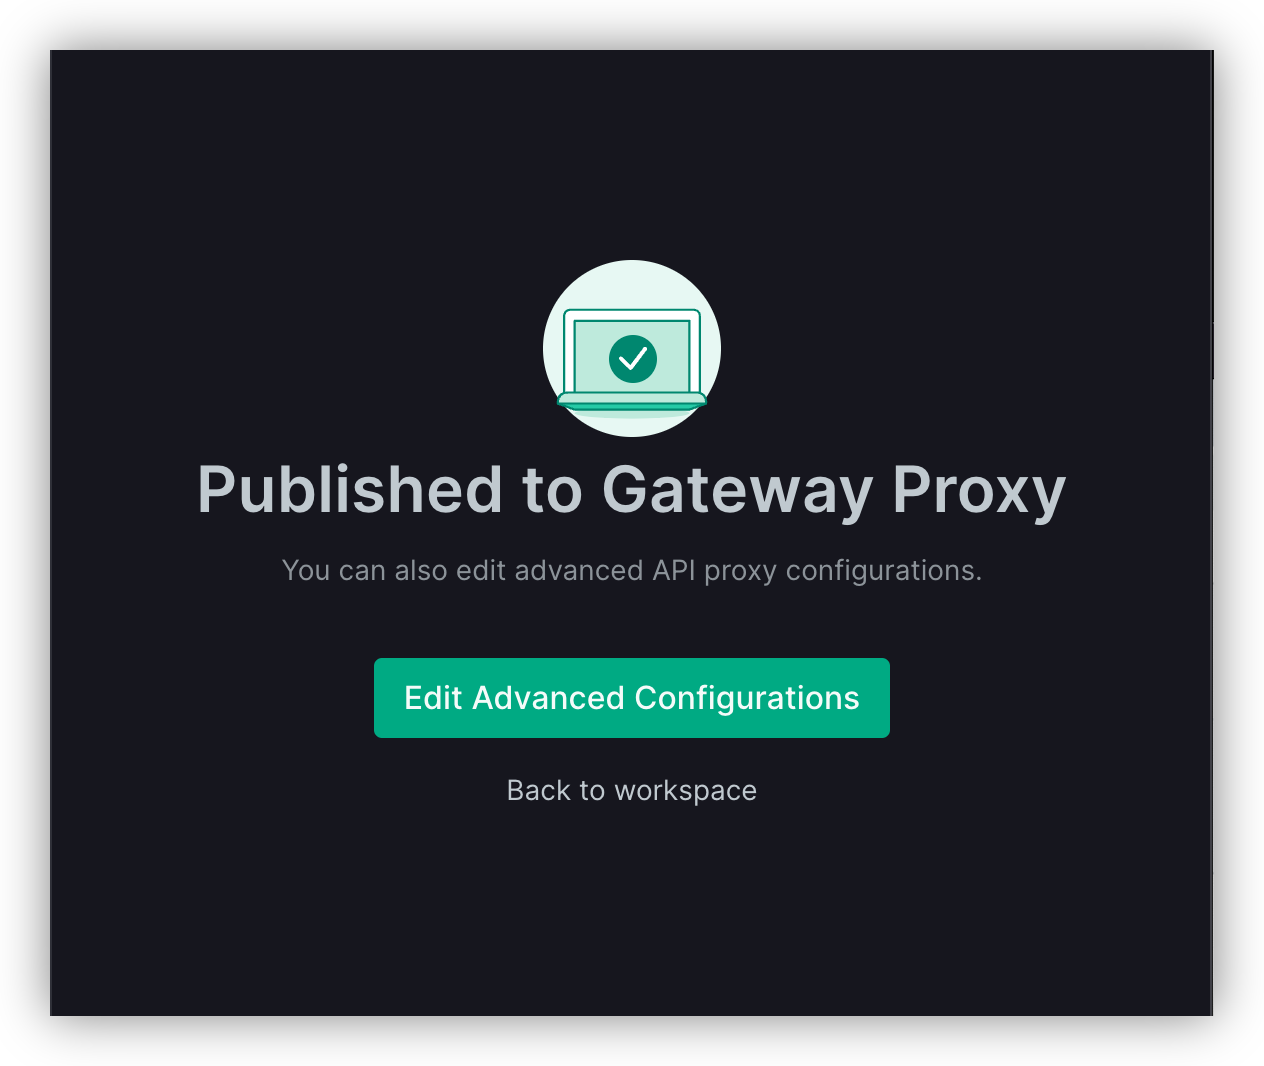 Published to Gateway Proxy
You can also edit advanced API proxy configurations.
Edit Advanced Configurations
Back to workspace